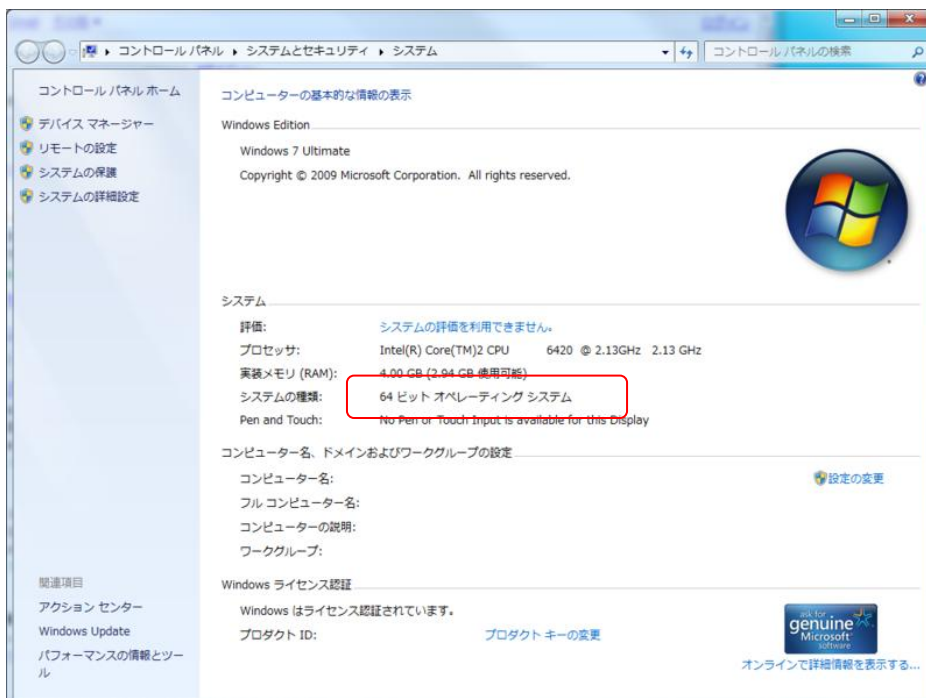 コントロール パネル ▸ システムとセキュリティ ▸ システム
コントロール パネルの検索
コントロール パネル ホーム
デバイス マネージャー
リモートの設定
システムの保護
システムの詳細設定
コンピューターの基本的な情報の表示
Windows Edition
Windows 7 Ultimate
Copyright © 2009 Microsoft Corporation. All rights reserved.
システム
評価: システムの評価を利用できません。
プロセッサ: Intel(R) Core(TM)2 CPU 6420 @ 2.13GHz 2.13 GHz
実装メモリ (RAM): 4.00 GB (2.94 GB 使用可能)
システムの種類: 64 ビット オペレーティング システム
Pen and Touch: No Pen or Touch Input is available for this Display
コンピューター名、ドメインおよびワークグループの設定
コンピューター名:
設定の変更
フル コンピューター名:
コンピューターの説明:
ワークグループ:
Windows ライセンス認証
Windows はライセンス認証されています。
プロダクト ID: プロダクト キーの変更
ask for
genuine
Microsoft
software
オンラインで詳細情報を表示する...
関連項目
アクション センター
Windows Update
パフォーマンスの情報とツー
ル